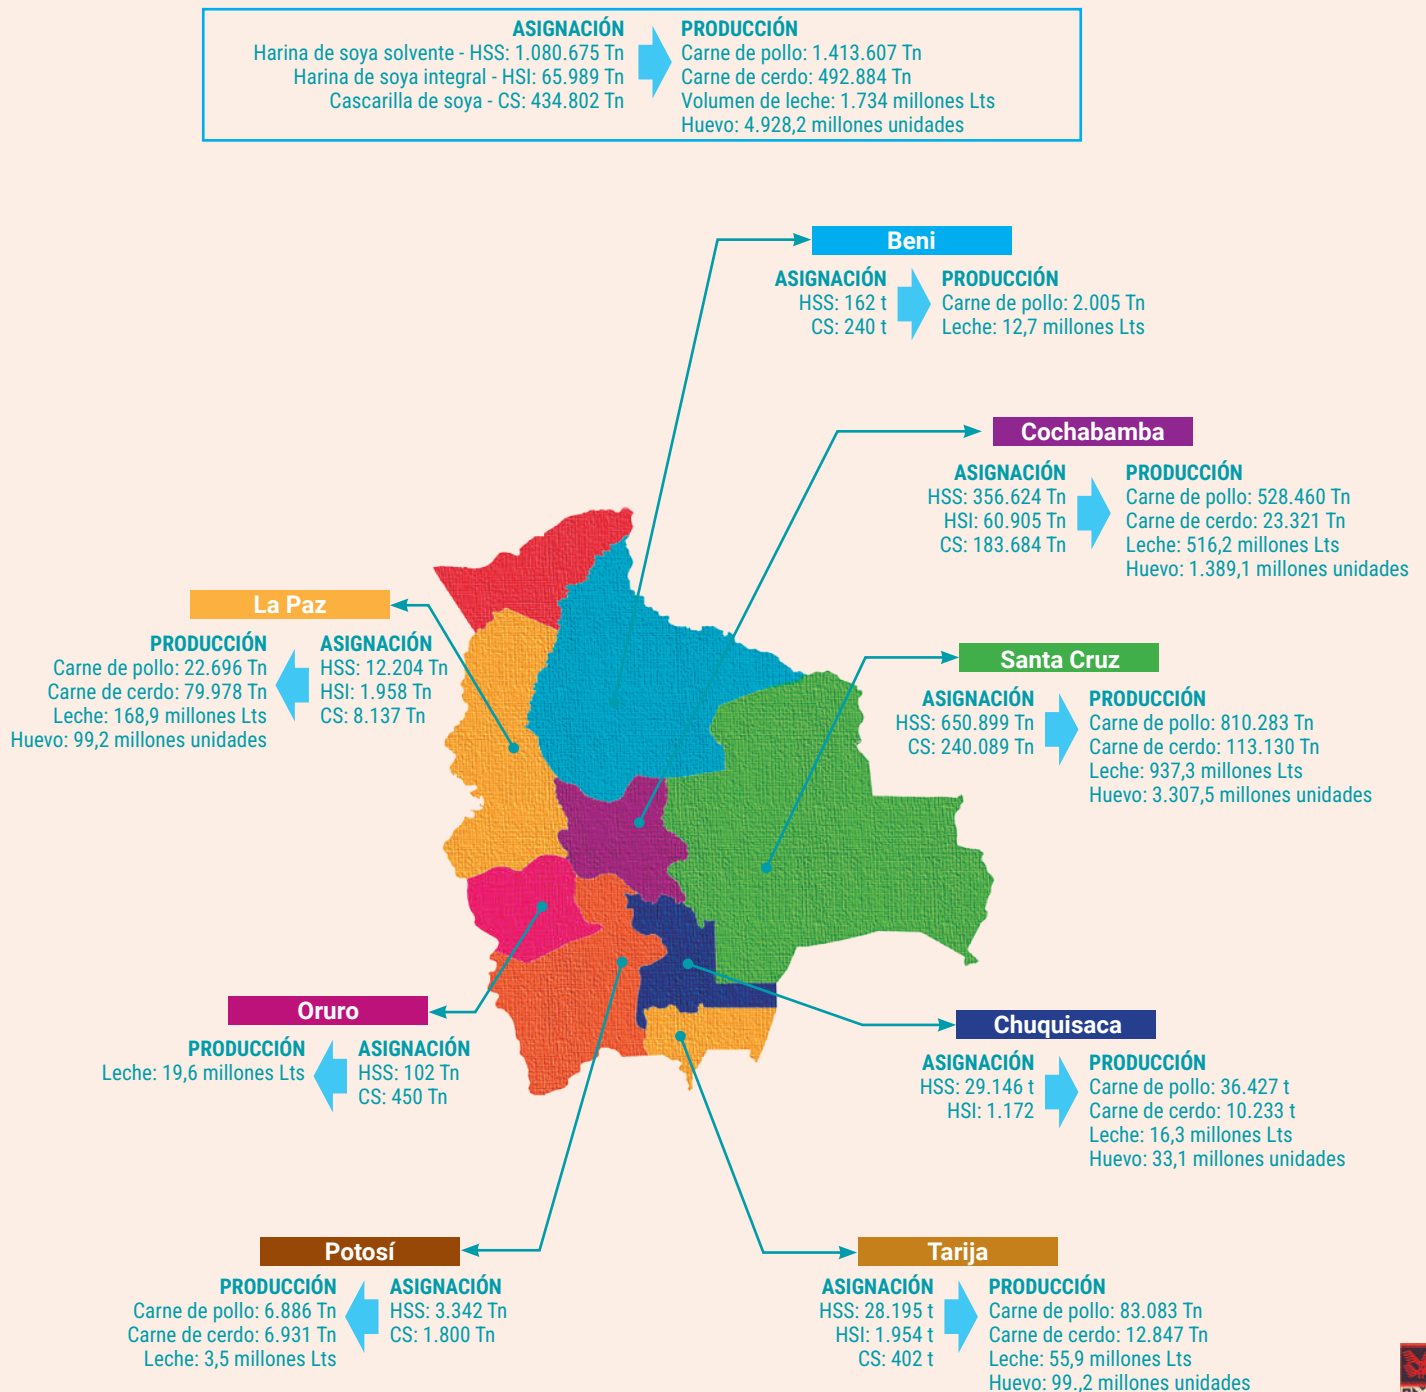 ASIGNACIÓN
Harina de soya solvente - HSS: 1.080.675 Tn
Harina de soya integral - HSI: 65.989 Tn
Cascarilla de soya - CS: 434.802 Tn
PRODUCCIÓN
Carne de pollo: 1.413.607 Tn
Carne de cerdo: 492.884 Tn
Volumen de leche: 1.734 millones Lts
Huevo: 4.928,2 millones unidades
Beni
ASIGNACIÓN
HSS: 162 t
CS: 240 t
PRODUCCIÓN
Carne de pollo: 2.005 Tn
Leche: 12,7 millones Lts
Cochabamba
ASIGNACIÓN
HSS: 356.624 Tn
HSI: 60.905 Tn
CS: 183.684 Tn
PRODUCCIÓN
Carne de pollo: 528.460 Tn
Carne de cerdo: 23.321 Tn
Leche: 516,2 millones Lts
Huevo: 1.389,1 millones unidades
La Paz
PRODUCCIÓN
Carne de pollo: 22.696 Tn
Carne de cerdo: 79.978 Tn
Leche: 168,9 millones Lts
Huevo: 99,2 millones unidades
ASIGNACIÓN
HSS: 12.204 Tn
HSI: 1.958 Tn
CS: 8.137 Tn
Santa Cruz
ASIGNACIÓN
HSS: 650.899 Tn
CS: 240.089 Tn
PRODUCCIÓN
Carne de pollo: 810.283 Tn
Carne de cerdo: 113.130 Tn
Leche: 937,3 millones Lts
Huevo: 3.307,5 millones unidades
Oruro
PRODUCCIÓN
Leche: 19,6 millones Lts
ASIGNACIÓN
HSS: 102 Tn
CS: 450 Tn
Chuquisaca
ASIGNACIÓN
HSS: 29.146 t
HSI: 1.172
PRODUCCIÓN
Carne de pollo: 36.427 t
Carne de cerdo: 10.233 t
Leche: 16,3 millones Lts
Huevo: 33,1 millones unidades
Potosí
PRODUCCIÓN
Carne de pollo: 6.886 Tn
Carne de cerdo: 6.931 Tn
Leche: 3,5 millones Lts
ASIGNACIÓN
HSS: 3.342 Tn
CS: 1.800 Tn
Tarija
ASIGNACIÓN
HSS: 28.195 t
HSI: 1.954 t
CS: 402 t
PRODUCCIÓN
Carne de pollo: 83.083 Tn
Carne de cerdo: 12.847 Tn
Leche: 55,9 millones Lts
Huevo: 99.,2 millones unidades